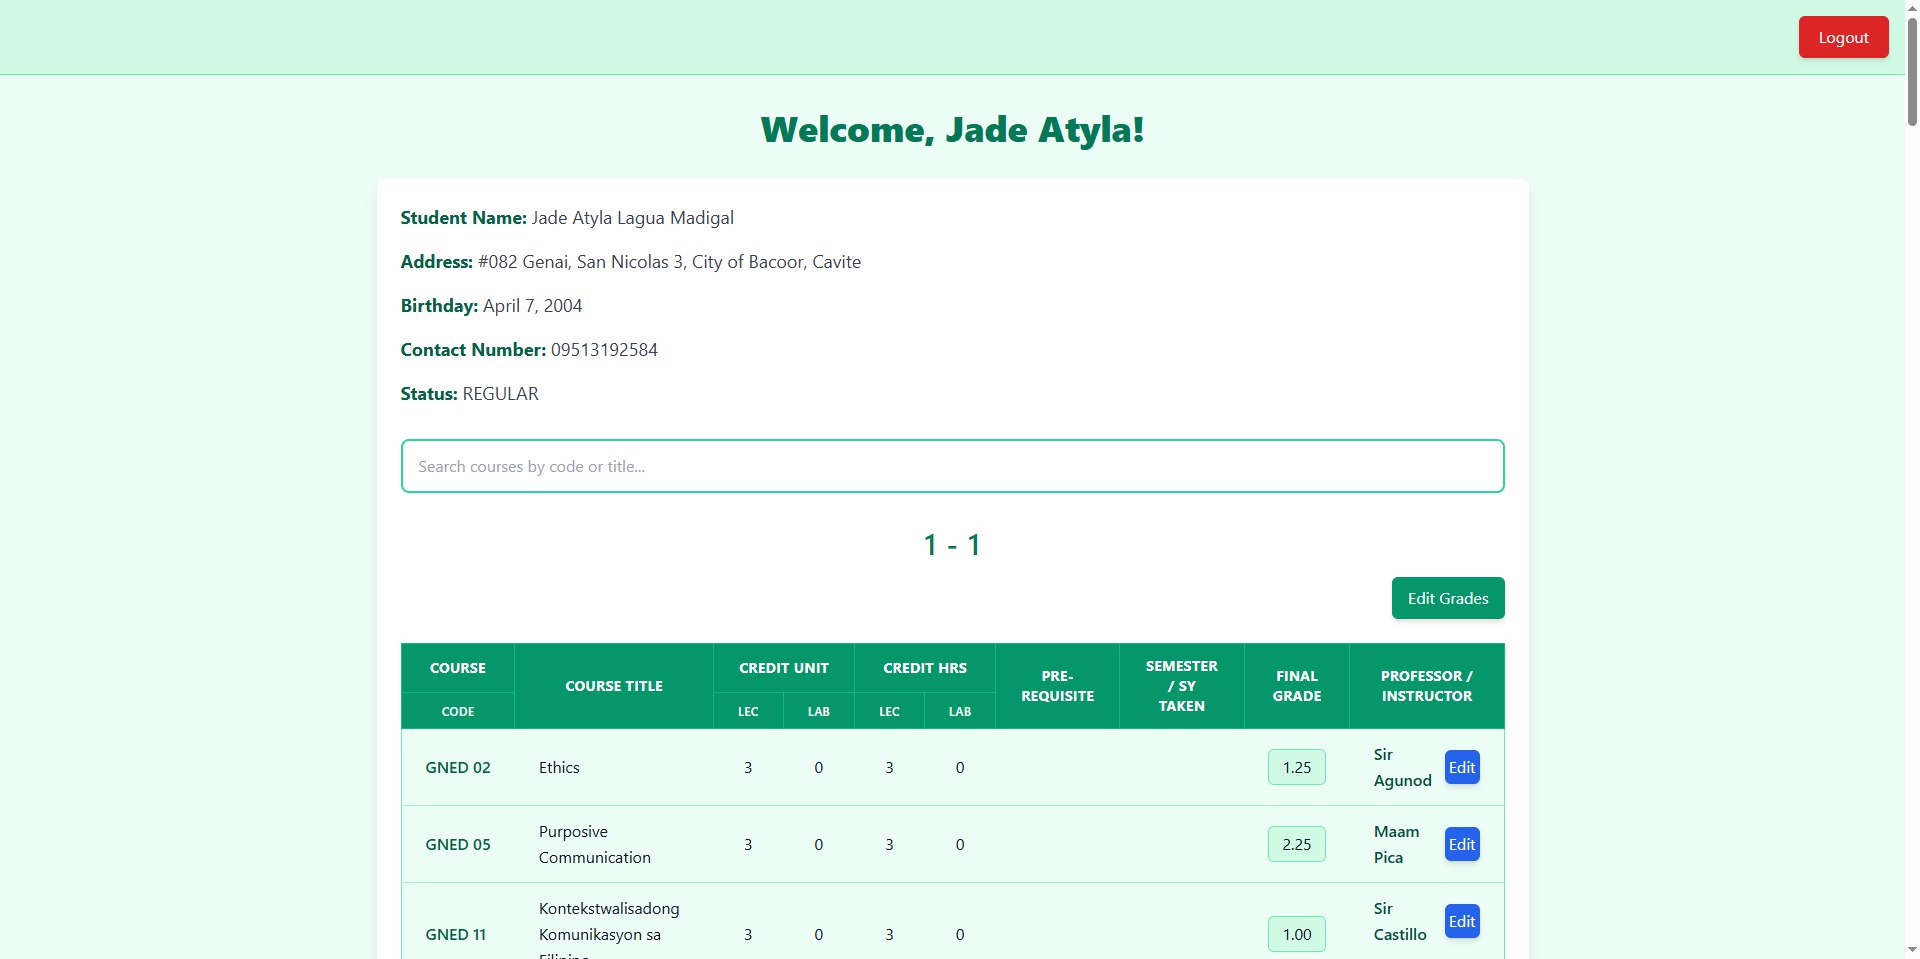 Logout
Welcome, Jade Atyla!
Student Name: Jade Atyla Lagua Madigal
Address: #082 Genai, San Nicolas 3, City of Bacoor, Cavite
Birthday: April 7, 2004
Contact Number: 09513192584
Status: REGULAR
Search courses by code or title...
1 - 1
Edit Grades
COURSE COURSE TITLE CREDIT UNIT CREDIT HRS PRE-REQUISITE SEMESTER / SY TAKEN FINAL GRADE PROFESSOR / INSTRUCTOR
CODE LEC LAB LEC LAB
GNED 02 Ethics 3 0 3 0 1.25 Sir Agunod Edit
GNED 05 Purposive Communication 3 0 3 0 2.25 Maam Pica Edit
GNED 11 Kontekstwalisadong Komunikasyon sa 3 0 3 0 1.00 Sir Castillo Edit